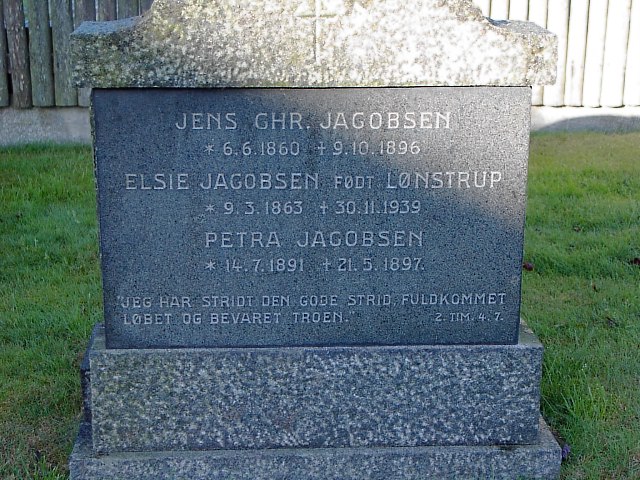 JENS CHR. JACOBSEN
* 6.6.1860 + 9.10.1896
ELSIE JACOBSEN FØDT LØNSTRUP
* 9.3.1863 + 30.11.1939
PETRA JACOBSEN
* 14.7.1891 + 21.5.1897.
"JEG HAR STRIDT DEN GODE STRID, FULDKOMMET
LØBET OG BEVARET TROEN." 2. TIM. 4.7.